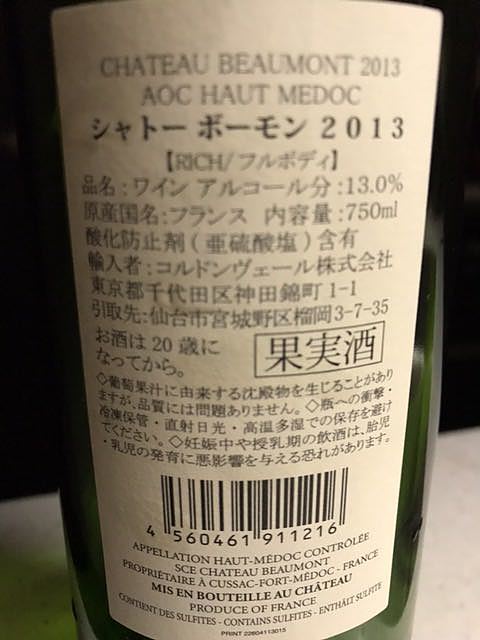 CHATEAU BEAUMONT 2013
AOC HAUT MEDOC
シャトー ボーモン 2013
【RICH/フルボディ】
品名:ワイン アルコール分:13.0%
原産国名:フランス 内容量:750ml
酸化防止剤(亜硫酸塩)含有
輸入者:コルドンヴェール株式会社
東京都千代田区神田錦町1-1
引取先:仙台市宮城野区榴岡3-7-35
お酒は20歳に
なってから。
果実酒
◇葡萄果汁に由来する沈殿物を生じることがあり
ますが、品質には問題ありません。◇瓶への衝撃・
冷凍保管・直射日光・高温多湿での保存を避け
てください。◇妊娠中や授乳期の飲酒は、胎児
・乳児の発育に悪影響を与える恐れがあります。
4 560461 911216
APPELLATION HAUT-MÉDOC CONTRÔLÉE
SCE CHATEAU BEAUMONT
PROPRIÉTAIRE À CUSSAC-FORT-MÉDOC - FRANCE
MIS EN BOUTEILLE AU CHÂTEAU
PRODUCE OF FRANCE
CONTIENT DES SULFITES - CONTAINS SULFITES - ENTHÄLT SULFITE
PRINT 22604113015